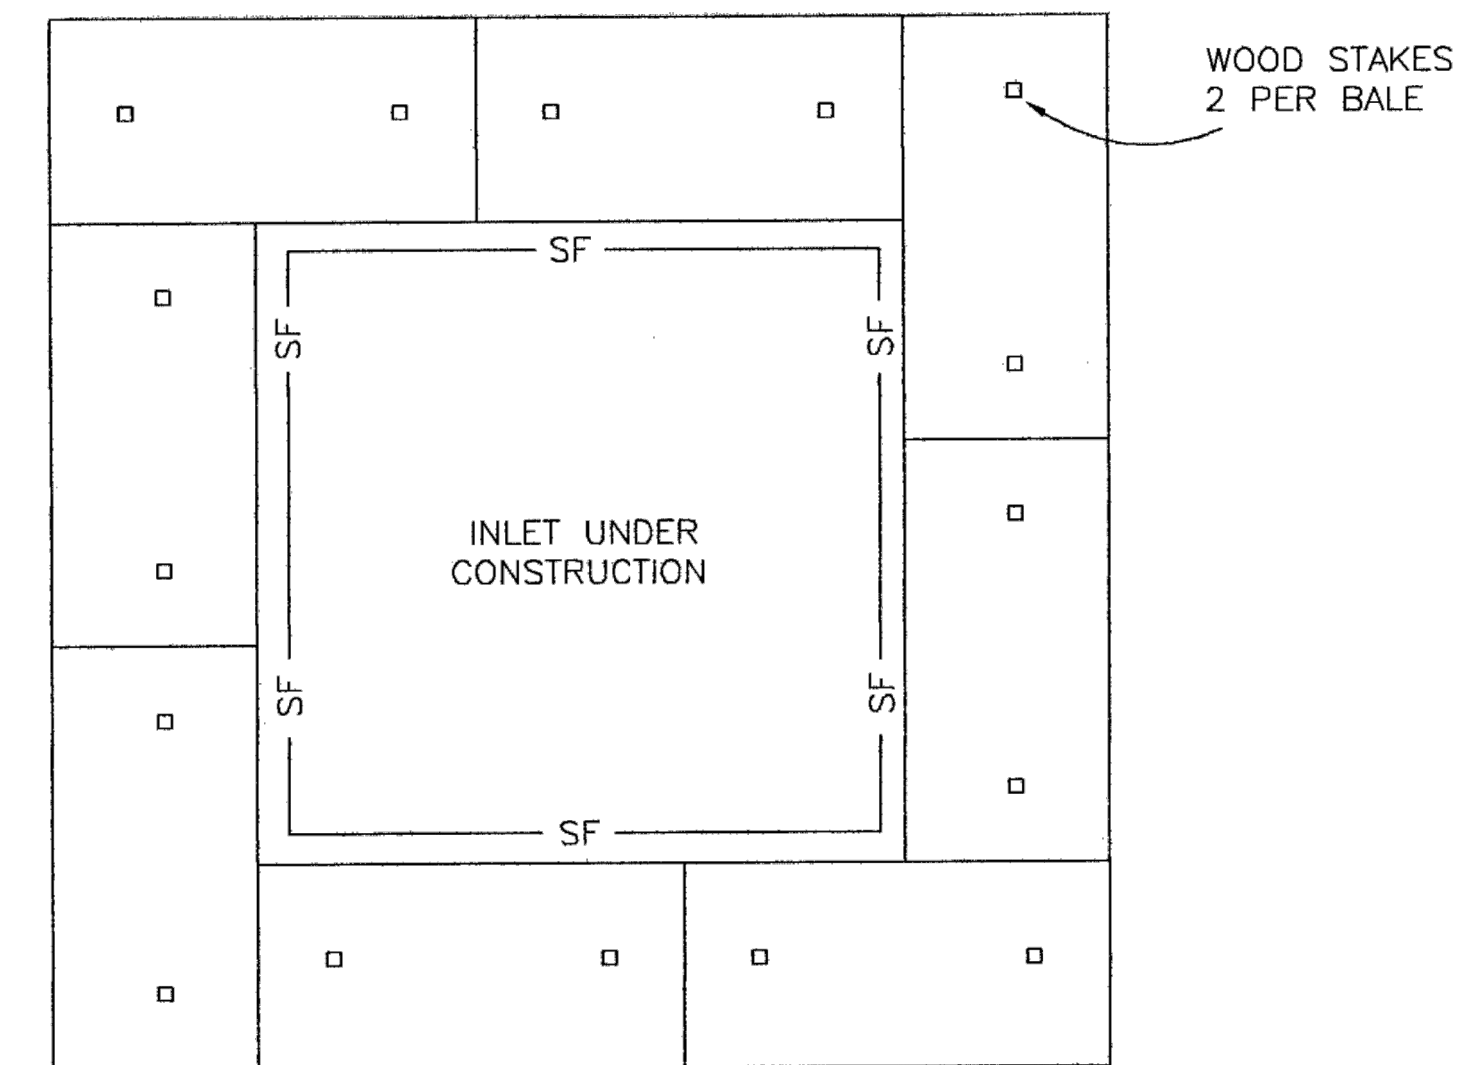 WOOD STAKES
2 PER BALE
SF
SF
SF
INLET UNDER
CONSTRUCTION
SF
SF
SF